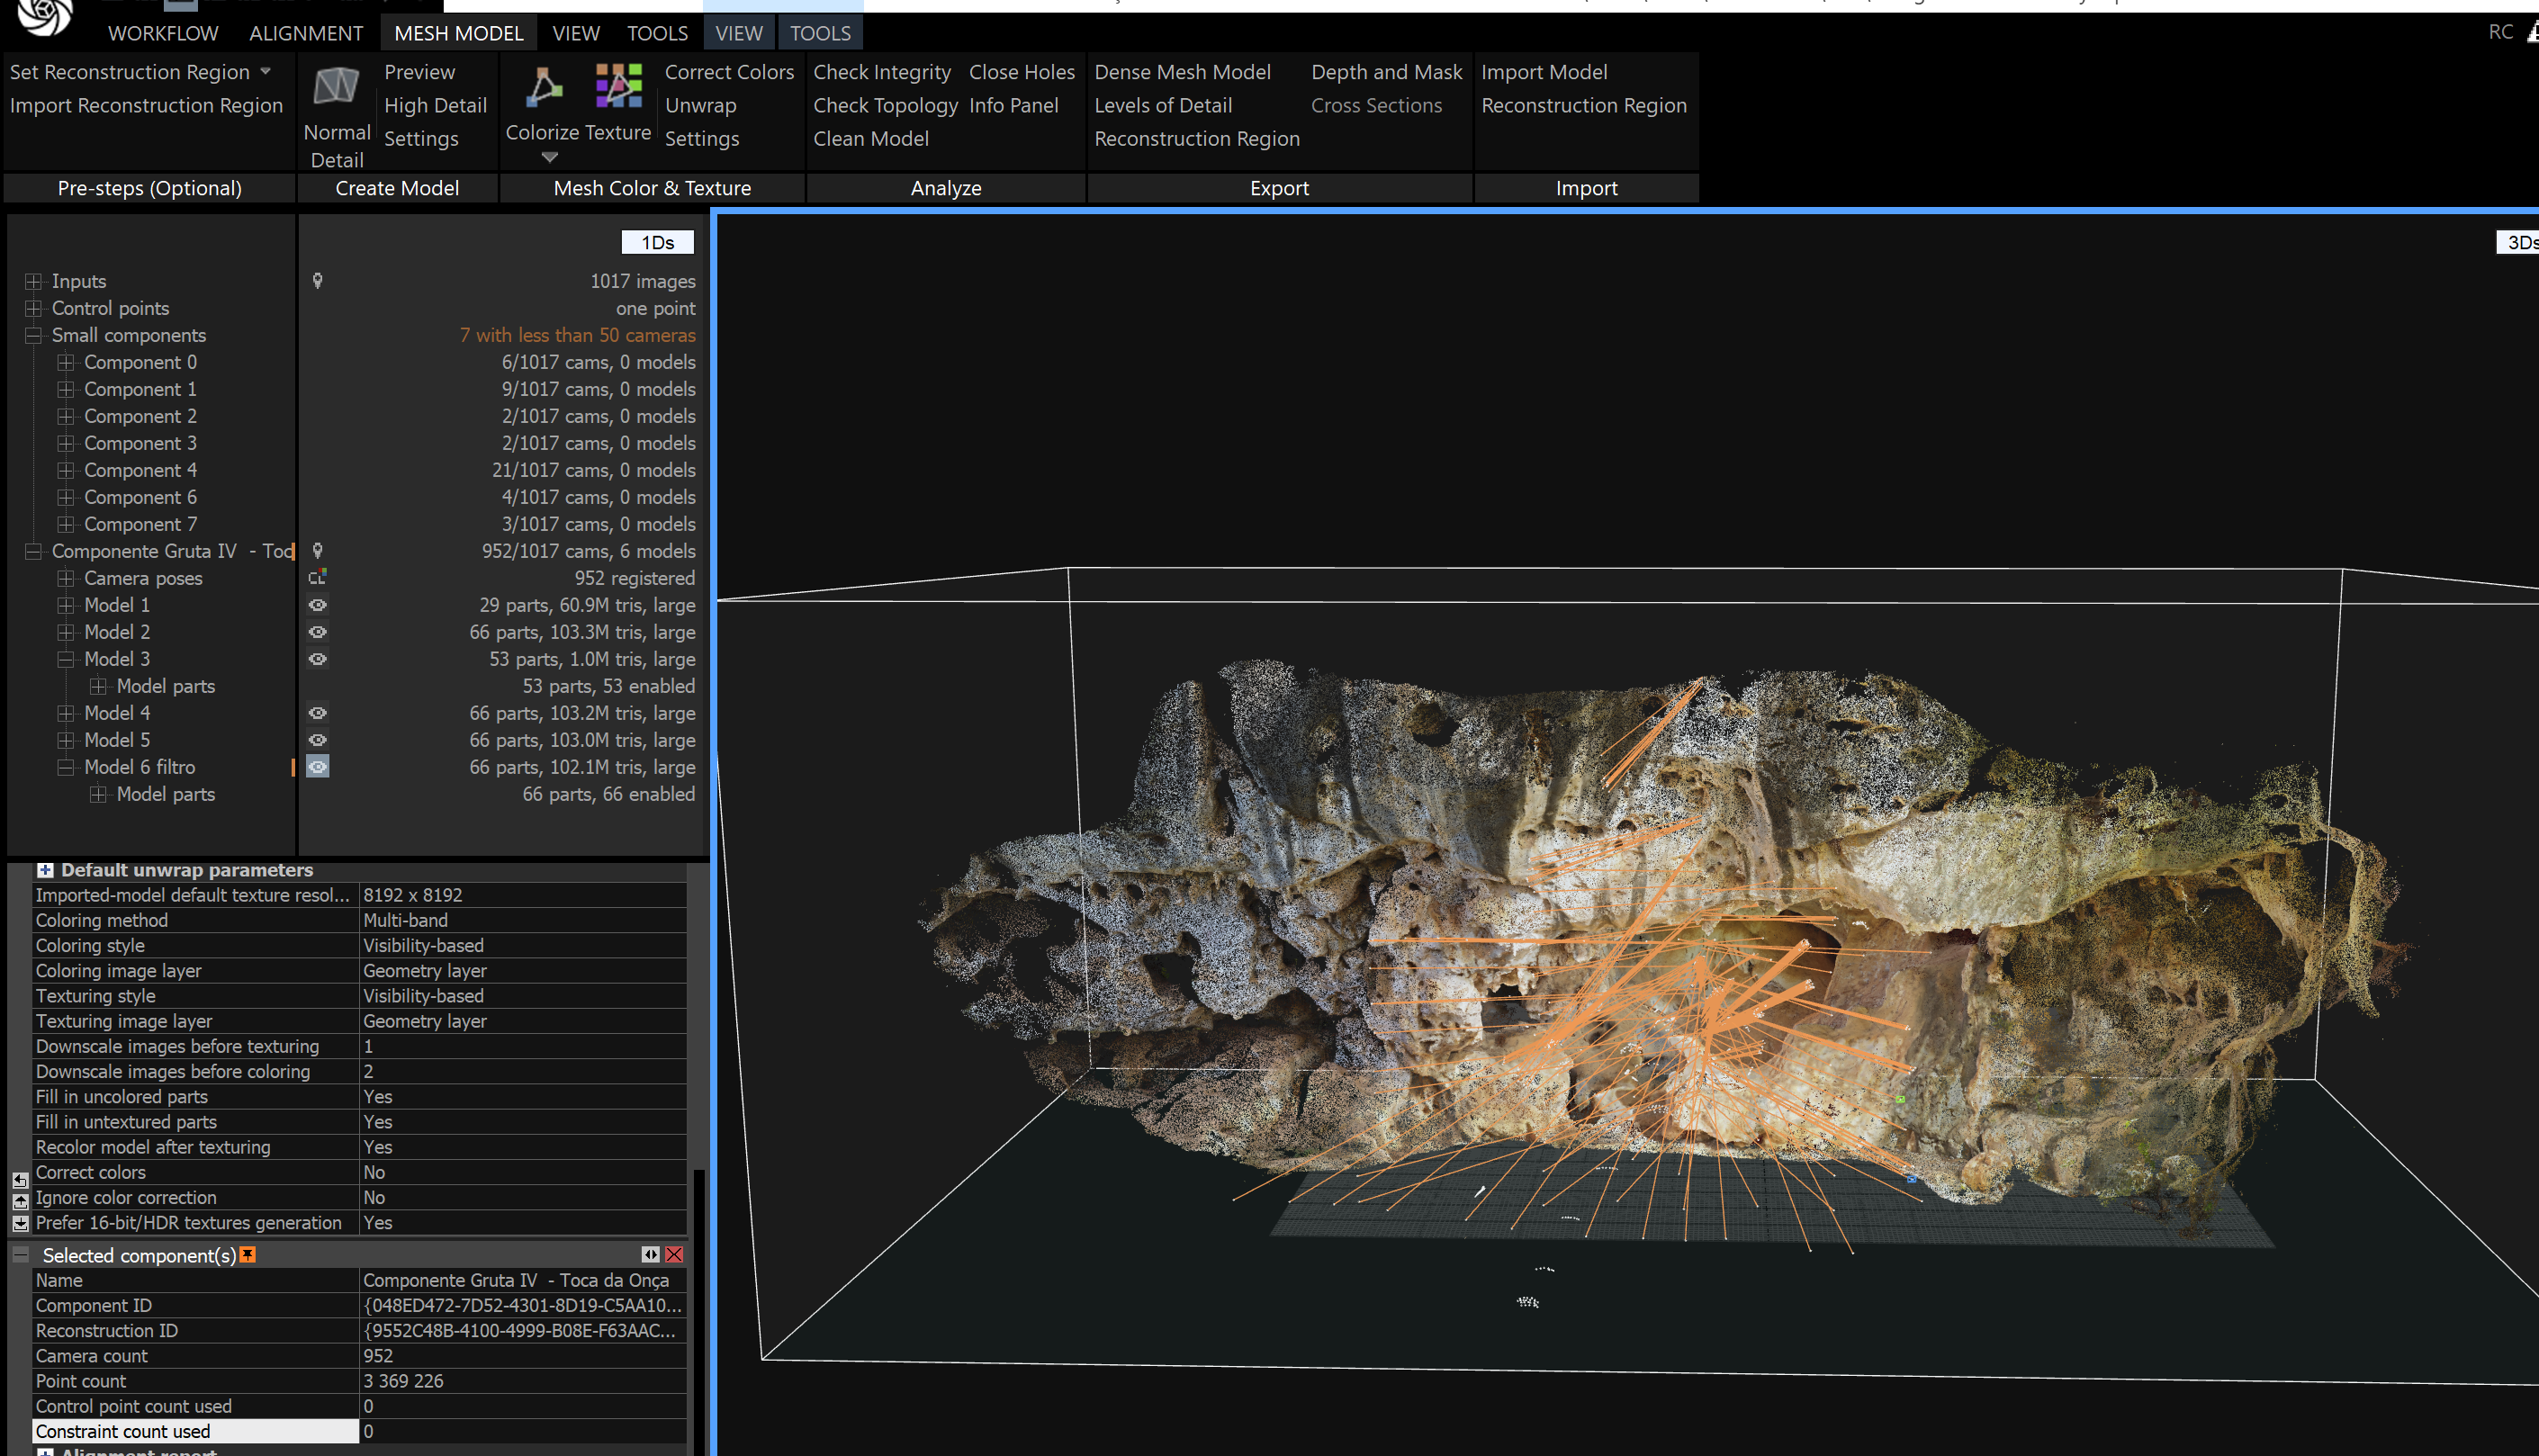 WORKFLOW ALIGNMENT MESH MODEL VIEW TOOLS VIEW TOOLS RC
Set Reconstruction Region
Import Reconstruction Region
Pre-steps (Optional)
Normal Detail
Preview
High Detail
Settings
Create Model
Colorize Texture
Correct Colors
Unwrap
Settings
Mesh Color & Texture
Check Integrity Close Holes
Check Topology Info Panel
Clean Model
Analyze
Dense Mesh Model Depth and Mask
Levels of Detail Cross Sections
Reconstruction Region
Export
Import Model
Reconstruction Region
Import
1Ds
3Ds
Inputs 1017 images
Control points one point
Small components 7 with less than 50 cameras
Component 0 6/1017 cams, 0 models
Component 1 9/1017 cams, 0 models
Component 2 2/1017 cams, 0 models
Component 3 2/1017 cams, 0 models
Component 4 21/1017 cams, 0 models
Component 6 4/1017 cams, 0 models
Component 7 3/1017 cams, 0 models
Componente Gruta IV - Toc 952/1017 cams, 6 models
Camera poses 952 registered
Model 1 29 parts, 60.9M tris, large
Model 2 66 parts, 103.3M tris, large
Model 3 53 parts, 1.0M tris, large
Model parts 53 parts, 53 enabled
Model 4 66 parts, 103.2M tris, large
Model 5 66 parts, 103.0M tris, large
Model 6 filtro 66 parts, 102.1M tris, large
Model parts 66 parts, 66 enabled
Default unwrap parameters
Imported-model default texture resol... 8192 x 8192
Coloring method Multi-band
Coloring style Visibility-based
Coloring image layer Geometry layer
Texturing style Visibility-based
Texturing image layer Geometry layer
Downscale images before texturing 1
Downscale images before coloring 2
Fill in uncolored parts Yes
Fill in untextured parts Yes
Recolor model after texturing Yes
Correct colors No
Ignore color correction No
Prefer 16-bit/HDR textures generation Yes
Selected component(s)
Name Componente Gruta IV - Toca da Onça
Component ID {048ED472-7D52-4301-8D19-C5AA10...
Reconstruction ID {9552C48B-4100-4999-B08E-F63AAC...
Camera count 952
Point count 3 369 226
Control point count used 0
Constraint count used 0
Alignment report